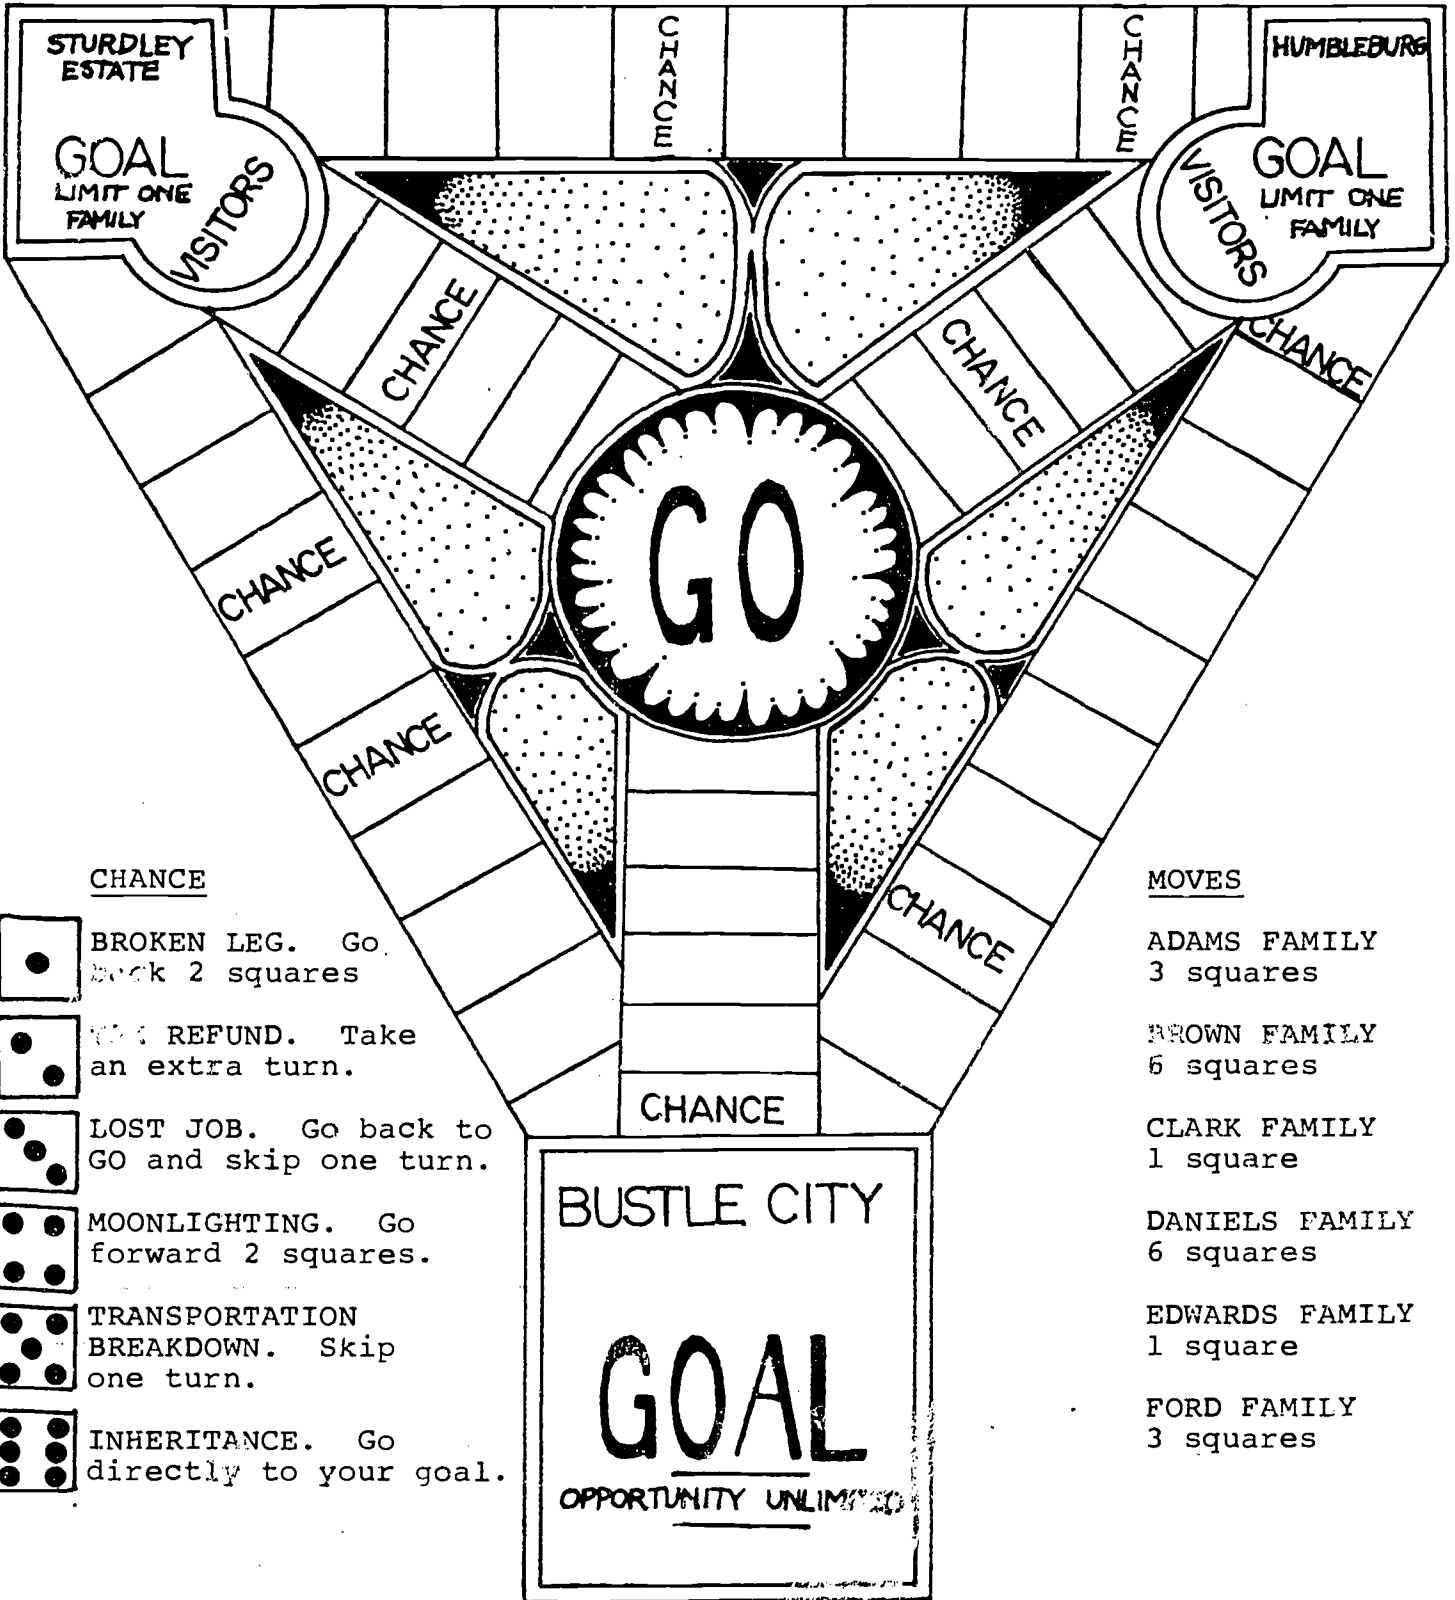 STURDLEY
ESTATE
GOAL
LIMIT ONE
FAMILY
VISITORS
CHANCE
CHANCE
HUMBLEBURG
GOAL
LIMIT ONE
FAMILY
VISITORS
CHANCE
CHANCE
CHANCE
GO
CHANCE
CHANCE
CHANCE
CHANCE
BUSTLE CITY
GOAL
OPPORTUNITY UNLIMITED
CHANCE
BROKEN LEG. Go
back 2 squares
REFUND. Take
an extra turn.
LOST JOB. Go back to
GO and skip one turn.
MOONLIGHTING. Go
forward 2 squares.
TRANSPORTATION
BREAKDOWN. Skip
one turn.
INHERITANCE. Go
directly to your goal.
MOVES
ADAMS FAMILY
3 squares
BROWN FAMILY
6 squares
CLARK FAMILY
1 square
DANIELS FAMILY
6 squares
EDWARDS FAMILY
1 square
FORD FAMILY
3 squares